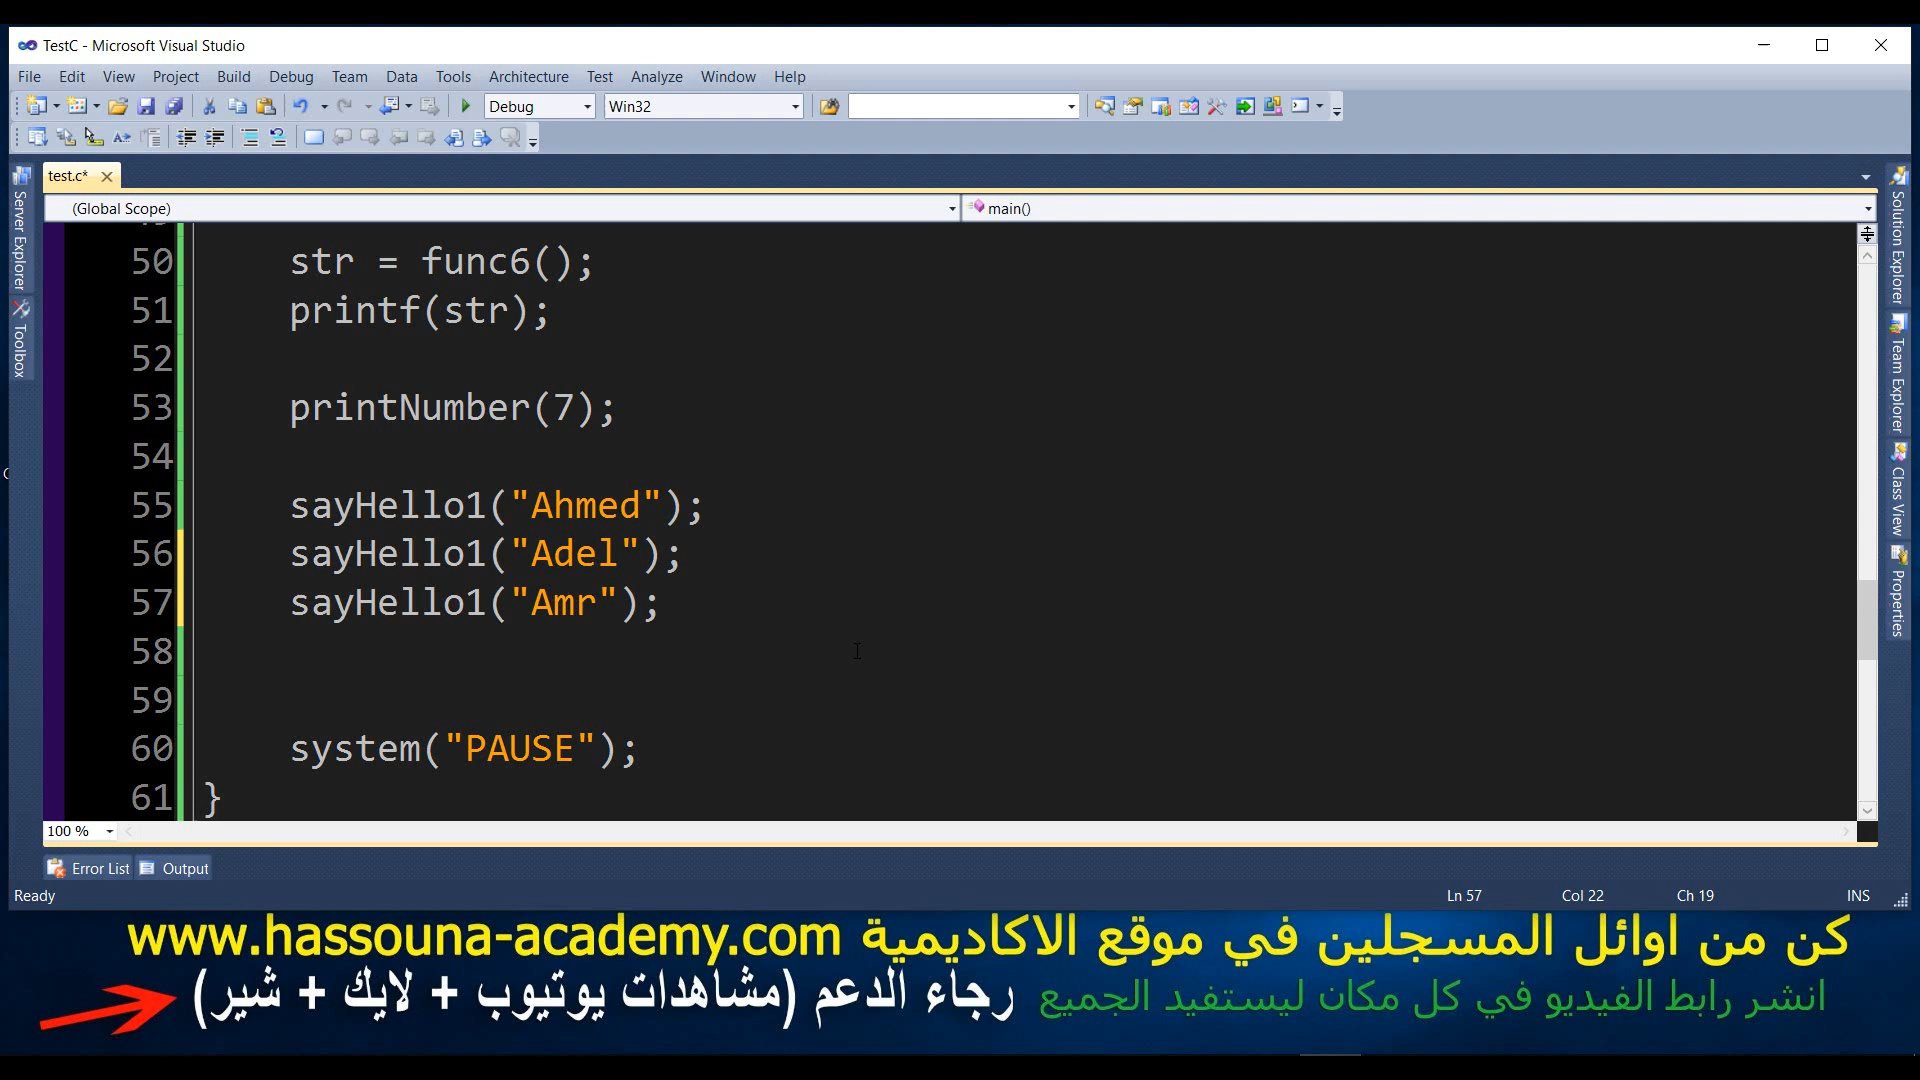 TestC - Microsoft Visual Studio
File Edit View Project Build Debug Team Data Tools Architecture Test Analyze Window Help
Debug Win32
test.c*
(Global Scope) main()
Server Explorer
Toolbox
Solution Explorer
Team Explorer
Class View
Properties
50 str = func6();
51 printf(str);
52
53 printNumber(7);
54
55 sayHello1("Ahmed");
56 sayHello1("Adel");
57 sayHello1("Amr");
58
59
60 system("PAUSE");
61 }
100 %
Error List Output
Ready Ln 57 Col 22 Ch 19 INS
كن من اوائل المسجلين في موقع الاكاديمية www.hassouna-academy.com
انشر رابط الفيديو في كل مكان ليستفيد الجميع رجاء الدعم (مشاهدات يوتيوب + لايك + شير)